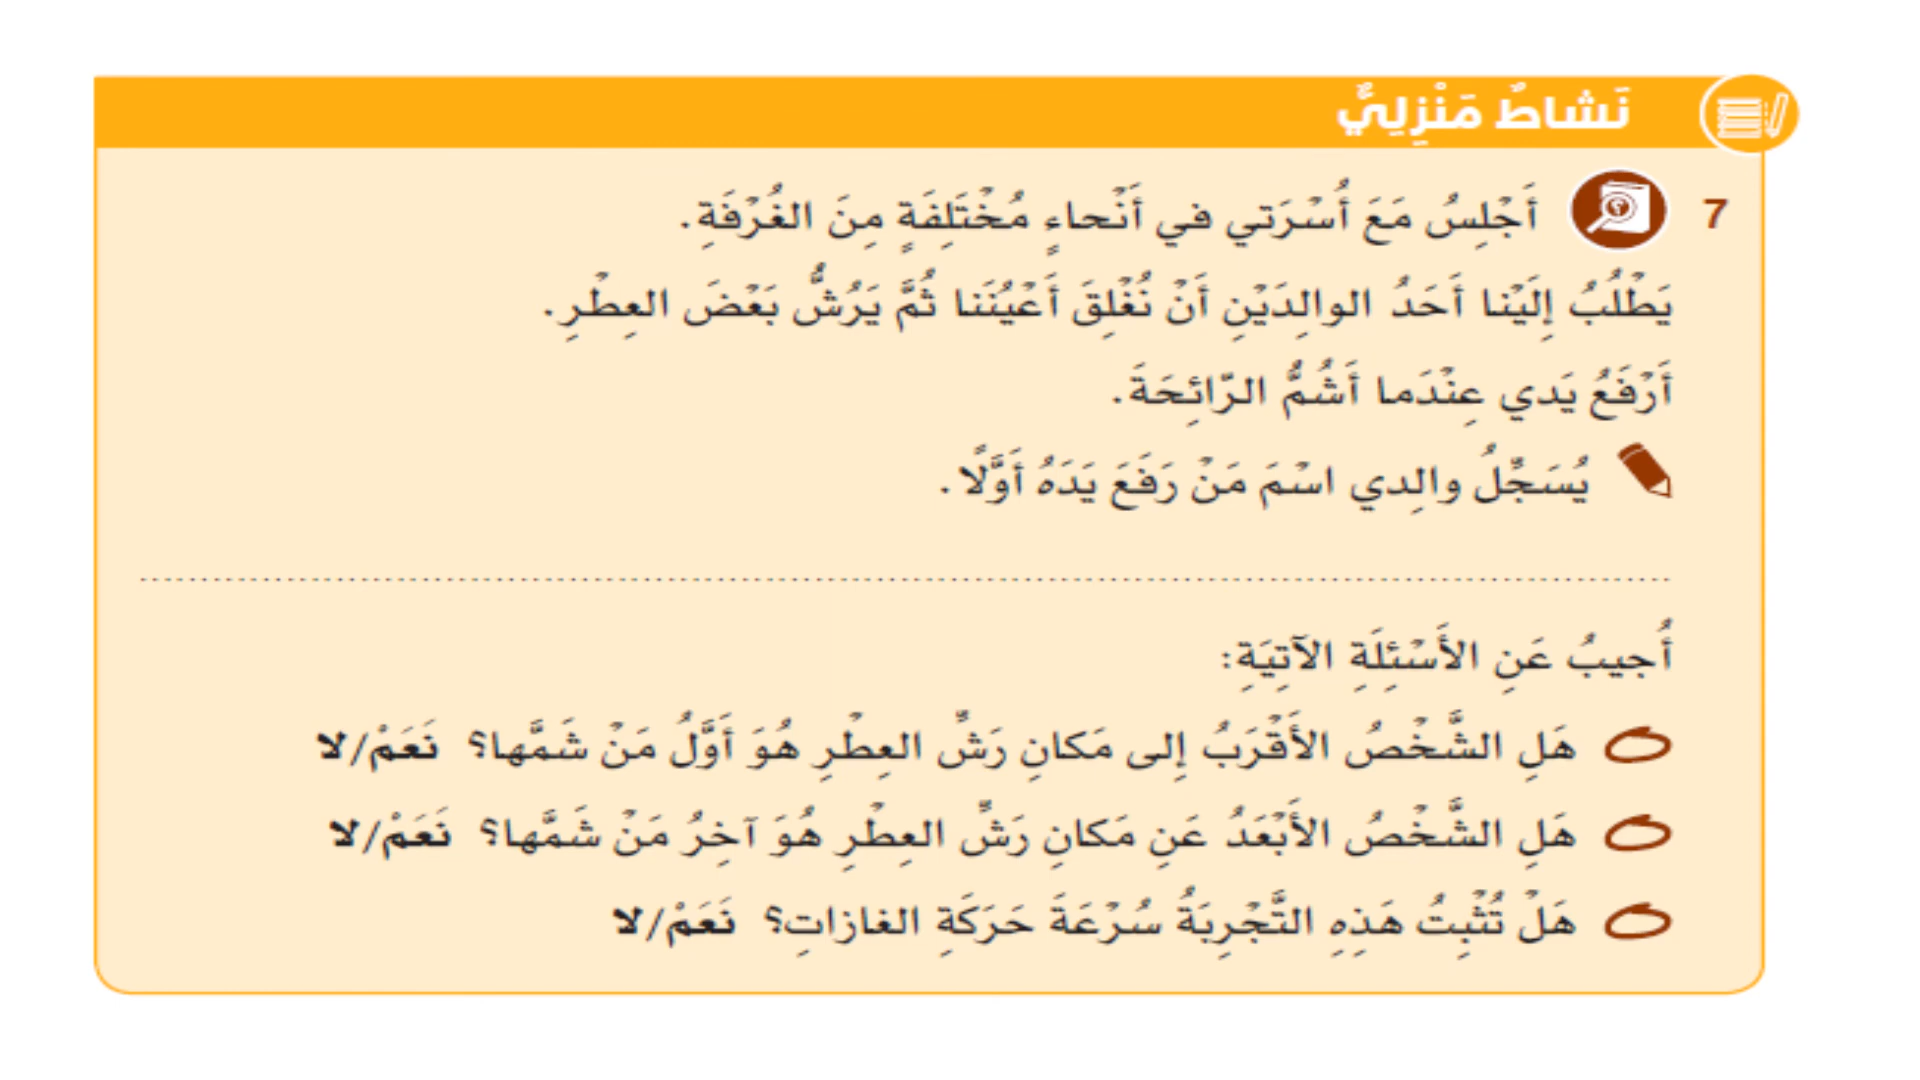 نَشاطٌ مَنْزِلِيٌّ
7 أَجْلِسُ مَعَ أُسْرَتي في أَنْحاءٍ مُخْتَلِفَةٍ مِنَ الغُرْفَةِ.
يَطْلُبُ إِلَيْنا أَحَدُ الوالِدَيْنِ أَنْ نُغْلِقَ أَعْيُنَنا ثُمَّ يَرُشُّ بَعْضَ العِطْرِ.
أَرْفَعُ يَدي عِنْدَما أَشُمُّ الرّائِحَةَ.
يُسَجِّلُ والِدي اسْمَ مَنْ رَفَعَ يَدَهُ أَوَّلًا.
أُجيبُ عَنِ الأَسْئِلَةِ الآتِيَةِ:
هَلِ الشَّخْصُ الأَقْرَبُ إِلى مَكانِ رَشِّ العِطْرِ هُوَ أَوَّلُ مَنْ شَمَّها؟ نَعَمْ/لا
هَلِ الشَّخْصُ الأَبْعَدُ عَنِ مَكانِ رَشِّ العِطْرِ هُوَ آخِرُ مَنْ شَمَّها؟ نَعَمْ/لا
هَلْ تُثْبِتُ هَذِهِ التَّجْرِبَةُ سُرْعَةَ حَرَكَةِ الغازاتِ؟ نَعَمْ/لا